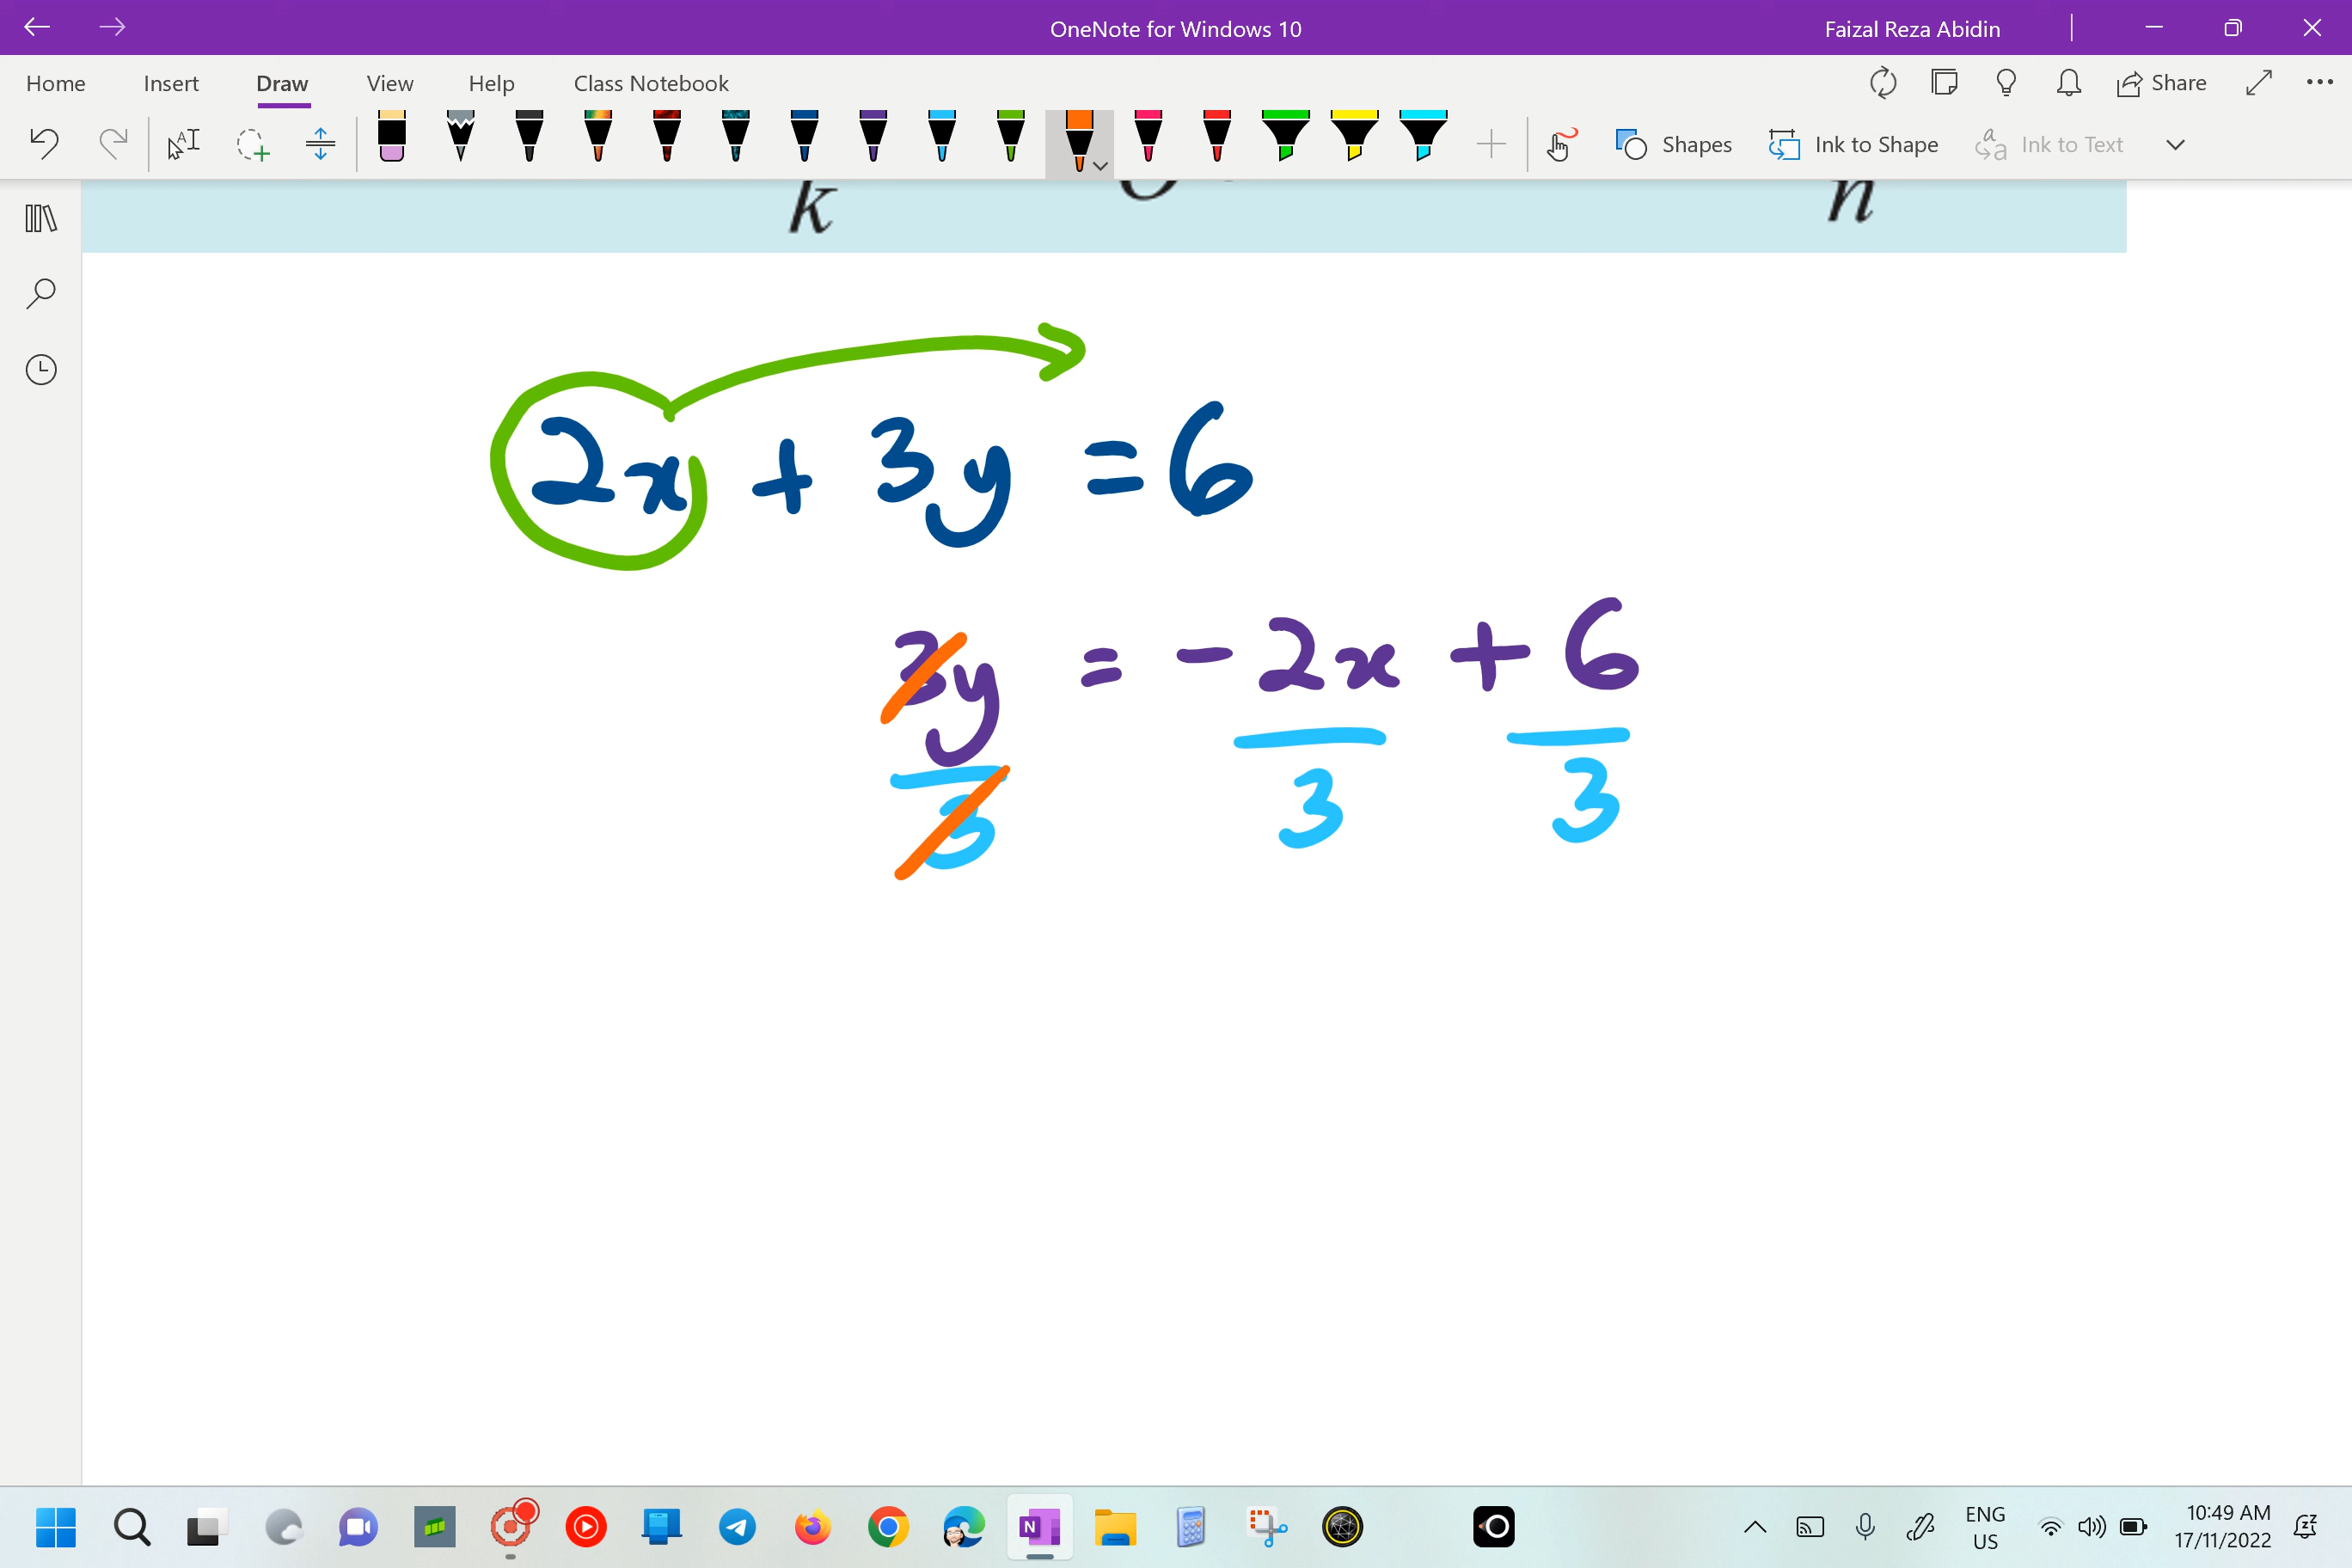 OneNote for Windows 10 Faizal Reza Abidin
Home Insert Draw View Help Class Notebook Share
Shapes Ink to Shape Ink to Text
k n
2x + 3y = 6
3y = -2x + 6
3 3 3
ENG 10:49 AM
US 17/11/2022